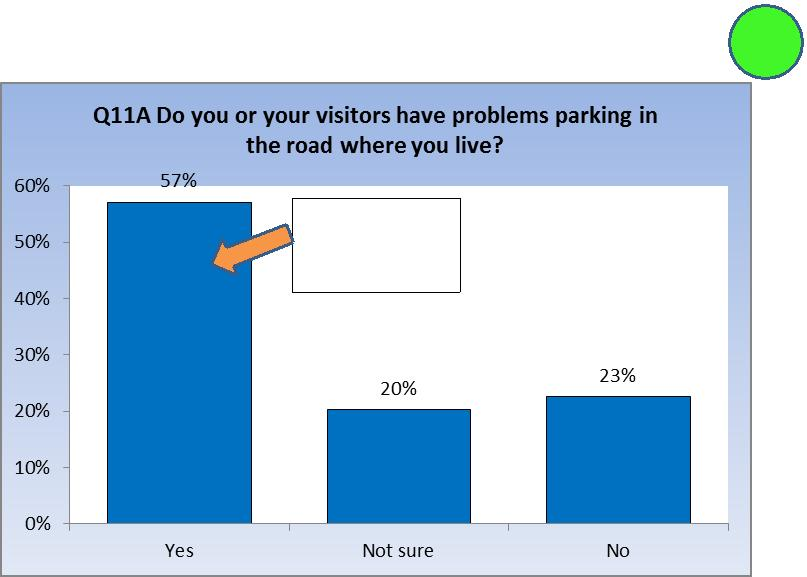 Q11A Do you or your visitors have problems parking in
the road where you live?
57%
60%
50%
40%
30%
20%
10%
0%
20%
23%
Yes
Not sure
No